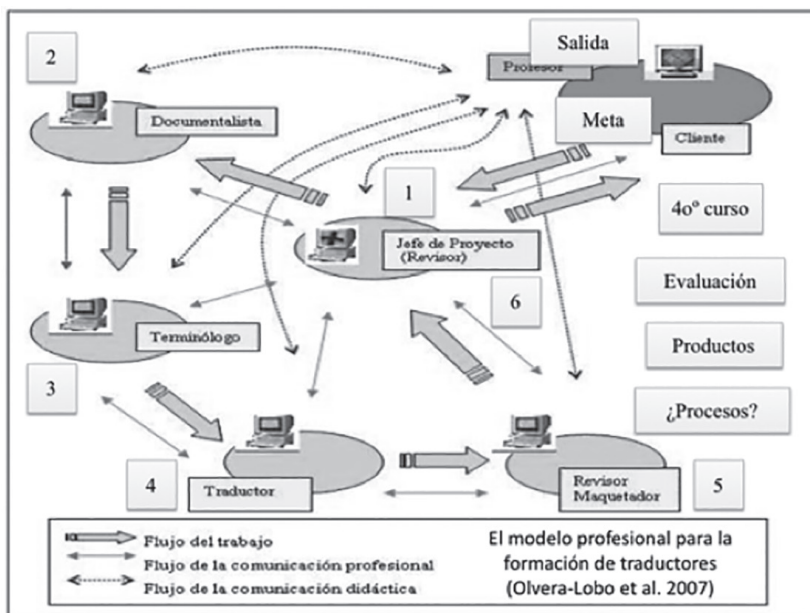 2
Salida
Profesor
Documentalista
Meta
Cliente
1
4oº curso
Jefe de Proyecto
(Revisor)
Evaluación
6
Terminólogo
Productos
3
¿Procesos?
4
Traductor
Revisor
Maquetador
5
Flujo del trabajo
Flujo de la comunicación profesional
Flujo de la comunicación didáctica
El modelo profesional para la
formación de traductores
(Olvera-Lobo et al. 2007)